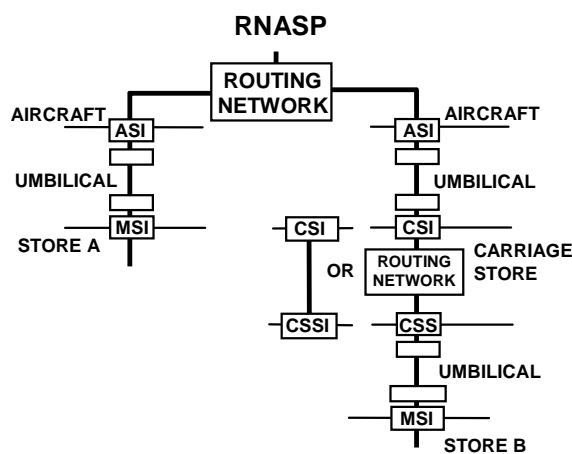 RNASP
ROUTING
NETWORK
AIRCRAFT
ASI
AIRCRAFT
ASI
UMBILICAL
UMBILICAL
MSI
STORE A
CSI
CSI
CARRIAGE
STORE
OR
ROUTING
NETWORK
CSSI
CSS
UMBILICAL
MSI
STORE B